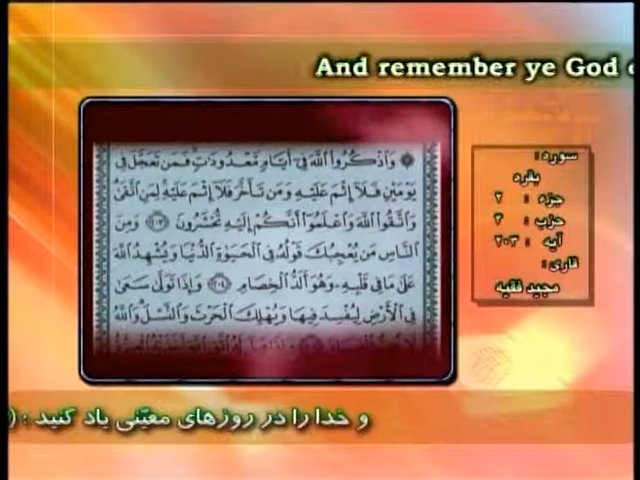 And remember ye God
۞ وَاذْكُرُوا اللَّهَ فِي أَيَّامٍ مَعْدُودَاتٍ فَمَنْ تَعَجَّلَ فِي
يَوْمَيْنِ فَلَا إِثْمَ عَلَيْهِ وَمَنْ تَأَخَّرَ فَلَا إِثْمَ عَلَيْهِ لِمَنِ اتَّقَىٰ
وَاتَّقُوا اللَّهَ وَاعْلَمُوا أَنَّكُمْ إِلَيْهِ تُحْشَرُونَ ﴿٢٠٣﴾ وَمِنَ
النَّاسِ مَنْ يُعْجِبُكَ قَوْلُهُ فِي الْحَيَوٰةِ الدُّنْيَا وَيُشْهِدُ اللَّهَ
عَلَىٰ مَا فِي قَلْبِهِ وَهُوَ أَلَدُّ الْخِصَامِ ﴿٢٠٤﴾ وَإِذَا تَوَلَّىٰ سَعَىٰ
فِي الْأَرْضِ لِيُفْسِدَ فِيهَا وَيُهْلِكَ الْحَرْثَ وَالنَّسْلَ وَاللَّهُ
سوره:
بقره
جزء : ۲
حزب : ۴
آیه : ۲۰۳
قاری:
مجید فقیه
و خدا را در روزهای معیّنی یاد کنید : (